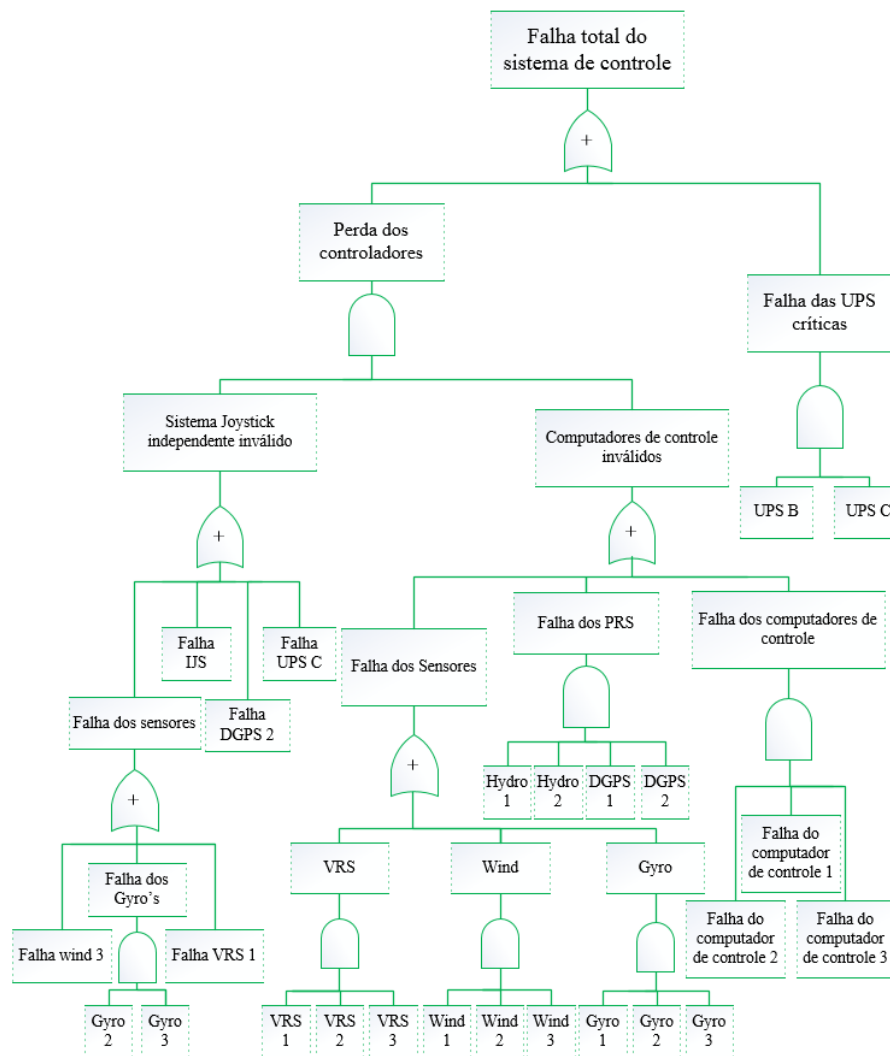 Falha total do
sistema de controle
+
Perda dos
controladores
Falha das UPS
críticas
Sistema Joystick
independente inválido
Computadores de controle
inválidos
UPS B
UPS C
+
+
Falha
IJS
Falha
UPS C
Falha dos sensores
Falha
DGPS 2
Falha dos Sensores
Falha dos PRS
Falha dos computadores de
controle
+
+
Hydro
1
Hydro
2
DGPS
1
DGPS
2
Falha do
computador
de controle 1
Falha do
computador
de controle 2
Falha do
computador
de controle 3
Falha dos
Gyro’s
Falha wind 3
Falha VRS 1
VRS
Wind
Gyro
Gyro
2
Gyro
3
VRS
1
VRS
2
VRS
3
Wind
1
Wind
2
Wind
3
Gyro
1
Gyro
2
Gyro
3